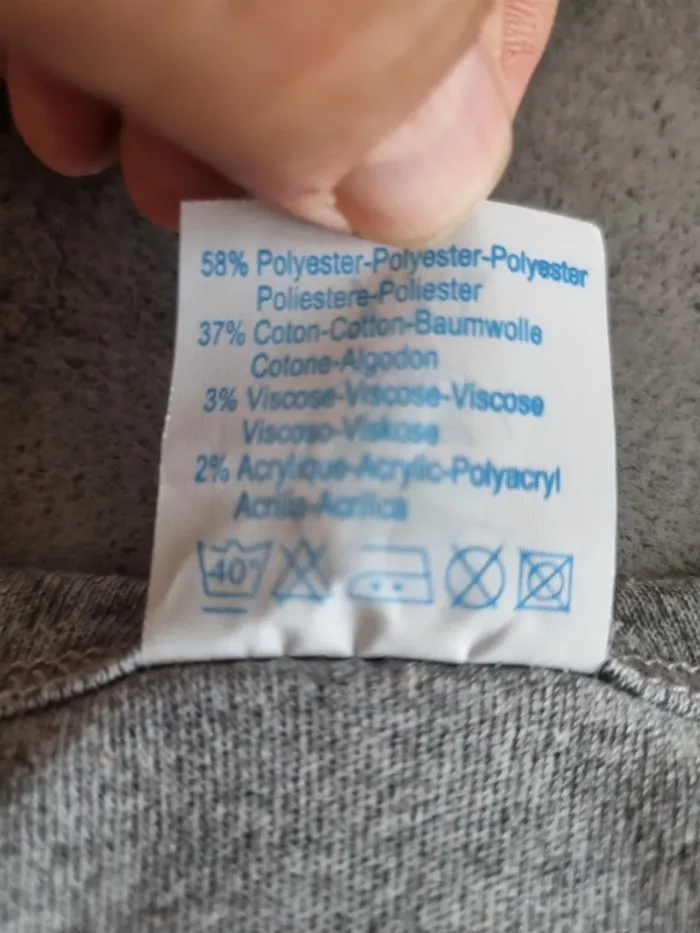 58% Polyester-Polyester-Polyester
Poliestere-Poliester
37% Coton-Cotton-Baumwolle
Cotone-Algodon
3% Viscose-Viscose-Viscose
Viscoso-Viskose
2% Acrylique-Acrylic-Polyacryl
Acrilia-Acrilica
40°